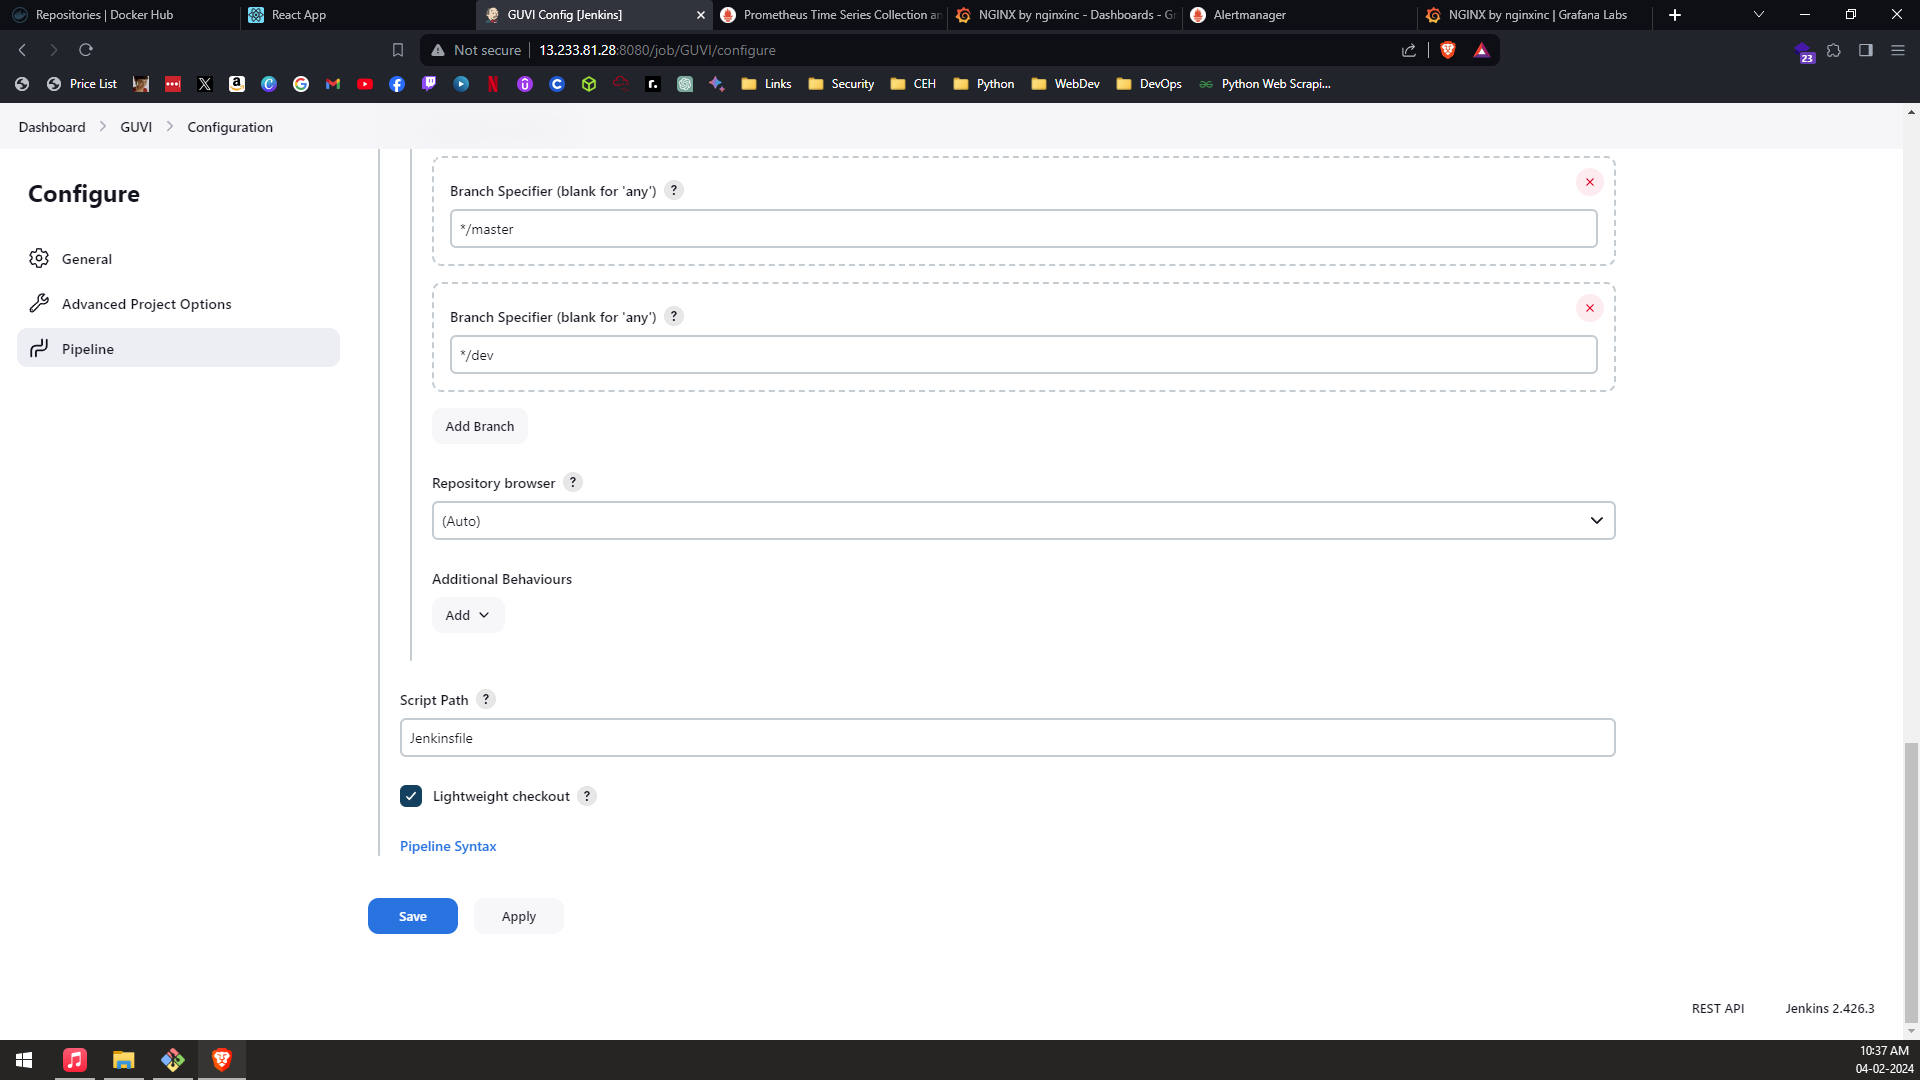 Repositories | Docker Hub
React App
GUVI Config [Jenkins]
Prometheus Time Series Collection an
NGINX by nginxinc - Dashboards - Gr
Alertmanager
NGINX by nginxinc | Grafana Labs
Not secure
13.233.81.28:8080/job/GUVI/configure
23
Price List
Links
Security
CEH
Python
WebDev
DevOps
Python Web Scrapi...
Dashboard
GUVI
Configuration
Configure
General
Advanced Project Options
Pipeline
Branch Specifier (blank for 'any') ?
*/master
Branch Specifier (blank for 'any') ?
*/dev
Add Branch
Repository browser ?
(Auto)
Additional Behaviours
Add
Script Path ?
Jenkinsfile
Lightweight checkout ?
Pipeline Syntax
Save
Apply
REST API
Jenkins 2.426.3
10:37 AM
04-02-2024